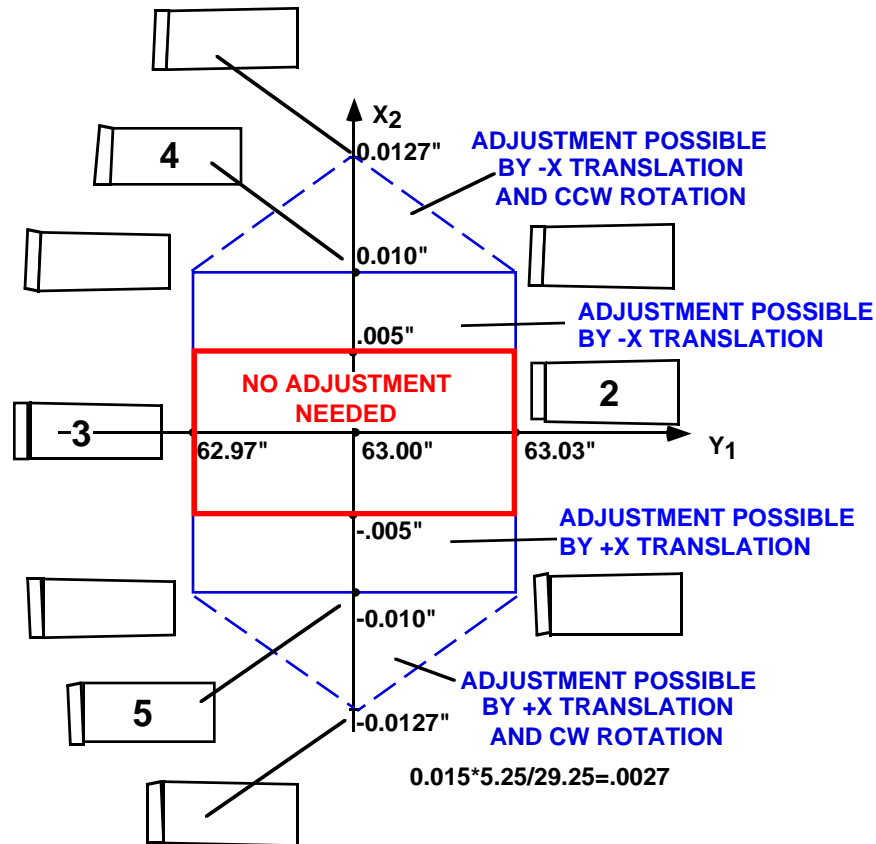 X2
0.0127"
ADJUSTMENT POSSIBLE
BY -X TRANSLATION
AND CCW ROTATION
4
0.010"
ADJUSTMENT POSSIBLE
BY -X TRANSLATION
.005"
NO ADJUSTMENT
NEEDED
2
3
62.97"
63.00"
63.03"
Y1
-.005"
ADJUSTMENT POSSIBLE
BY +X TRANSLATION
-0.010"
5
-0.0127"
ADJUSTMENT POSSIBLE
BY +X TRANSLATION
AND CW ROTATION
0.015*5.25/29.25=.0027